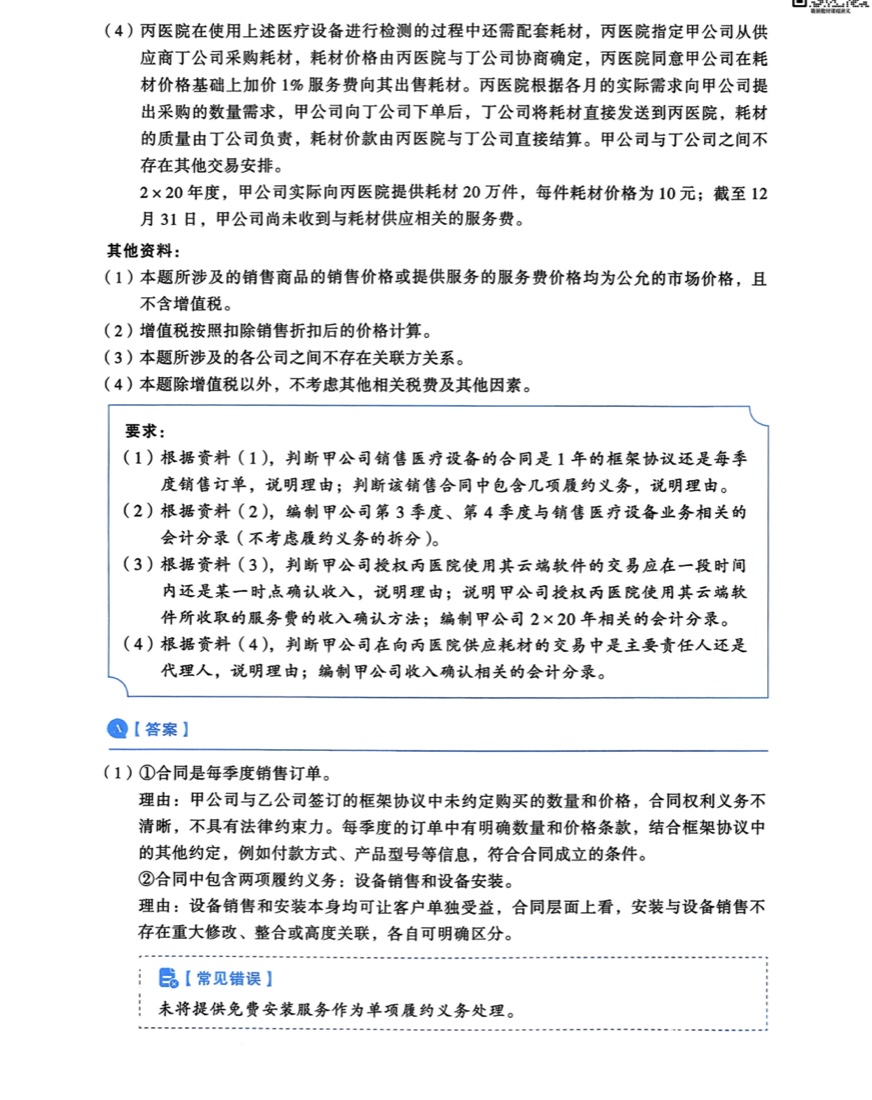 最新教材课程讲义
（4）丙医院在使用上述医疗设备进行检测的过程中还需配套耗材，丙医院指定甲公司从供
应商丁公司采购耗材，耗材价格由丙医院与丁公司协商确定，丙医院同意甲公司在耗
材价格基础上加价 1% 服务费向其出售耗材。丙医院根据各月的实际需求向甲公司提
出采购的数量需求，甲公司向丁公司下单后，丁公司将耗材直接发送到丙医院，耗材
的质量由丁公司负责，耗材价款由丙医院与丁公司直接结算。甲公司与丁公司之间不
存在其他交易安排。
2×20 年度，甲公司实际向丙医院提供耗材 20 万件，每件耗材价格为 10 元；截至 12
月 31 日，甲公司尚未收到与耗材供应相关的服务费。
其他资料：
（1）本题所涉及的销售商品的销售价格或提供服务的服务费价格均为公允的市场价格，且
不含增值税。
（2）增值税按照扣除销售折扣后的价格计算。
（3）本题所涉及的各公司之间不存在关联方关系。
（4）本题除增值税以外，不考虑其他相关税费及其他因素。
要求：
（1）根据资料（1），判断甲公司销售医疗设备的合同是 1 年的框架协议还是每季
度销售订单，说明理由；判断该销售合同中包含几项履约义务，说明理由。
（2）根据资料（2），编制甲公司第 3 季度、第 4 季度与销售医疗设备业务相关的
会计分录（不考虑履约义务的拆分）。
（3）根据资料（3），判断甲公司授权丙医院使用其云端软件的交易应在一段时间
内还是某一时点确认收入，说明理由；说明甲公司授权丙医院使用其云端软
件所收取的服务费的收入确认方法；编制甲公司 2×20 年相关的会计分录。
（4）根据资料（4），判断甲公司在向丙医院供应耗材的交易中是主要责任人还是
代理人，说明理由；编制甲公司收入确认相关的会计分录。
A【答案】
（1）①合同是每季度销售订单。
理由：甲公司与乙公司签订的框架协议中未约定购买的数量和价格，合同权利义务不
清晰，不具有法律约束力。每季度的订单中有明确数量和价格条款，结合框架协议中
的其他约定，例如付款方式、产品型号等信息，符合合同成立的条件。
②合同中包含两项履约义务：设备销售和设备安装。
理由：设备销售和安装本身均可让客户单独受益，合同层面上看，安装与设备销售不
存在重大修改、整合或高度关联，各自可明确区分。
【常见错误】
未将提供免费安装服务作为单项履约义务处理。